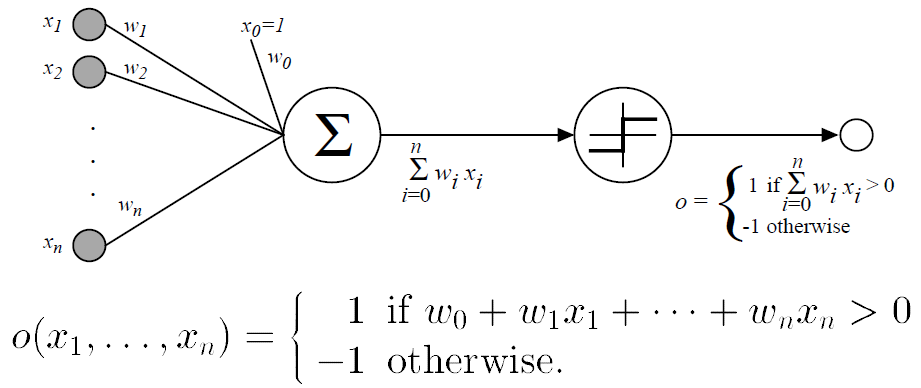 x1 w1 x0=1
w0
x2 w2
.
.
.
Σ
n
Σ wi xi
i=0
wn
xn
o = { 1 if n Σ i=0 wi xi > 0
-1 otherwise
o(x1, . . . , xn) = { 1 if w0 + w1x1 + · · · + wnxn > 0
−1 otherwise.